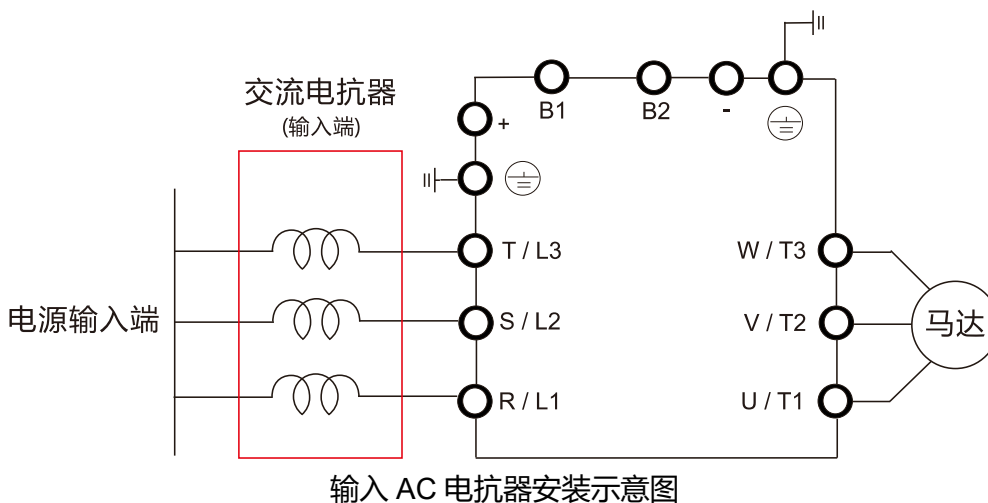 交流电抗器
(输入端)
B1
B2
-
+
T / L3
W / T3
电源输入端
S / L2
V / T2
马达
R / L1
U / T1
输入 AC 电抗器安装示意图